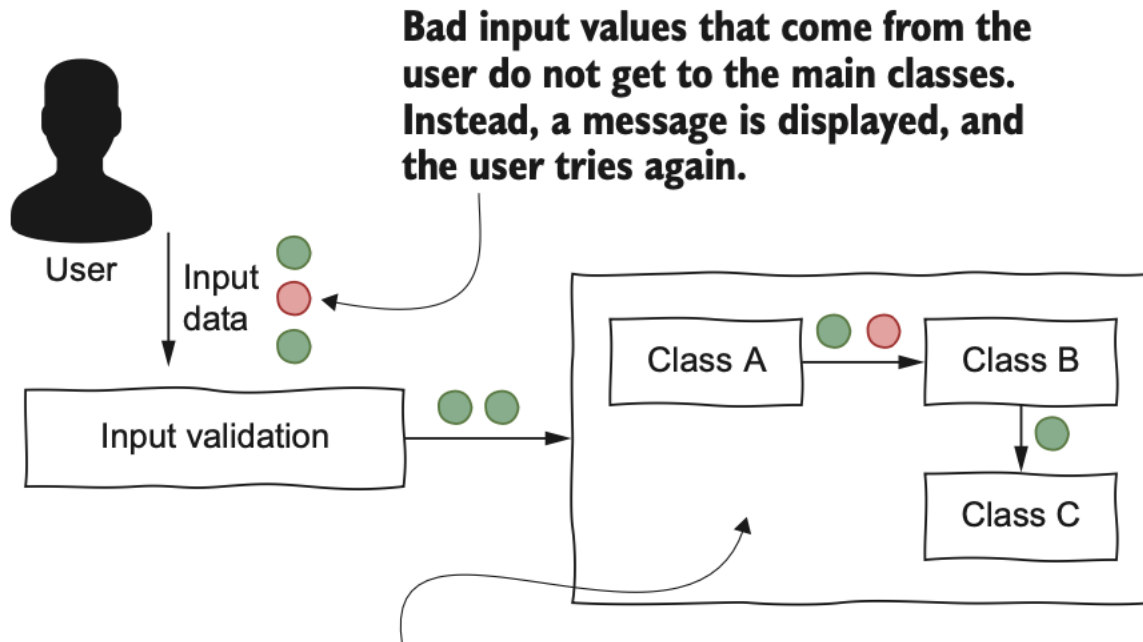 Bad input values that come from the
user do not get to the main classes.
Instead, a message is displayed, and
the user tries again.
User
Input
data
Input validation
Class A
Class B
Class C